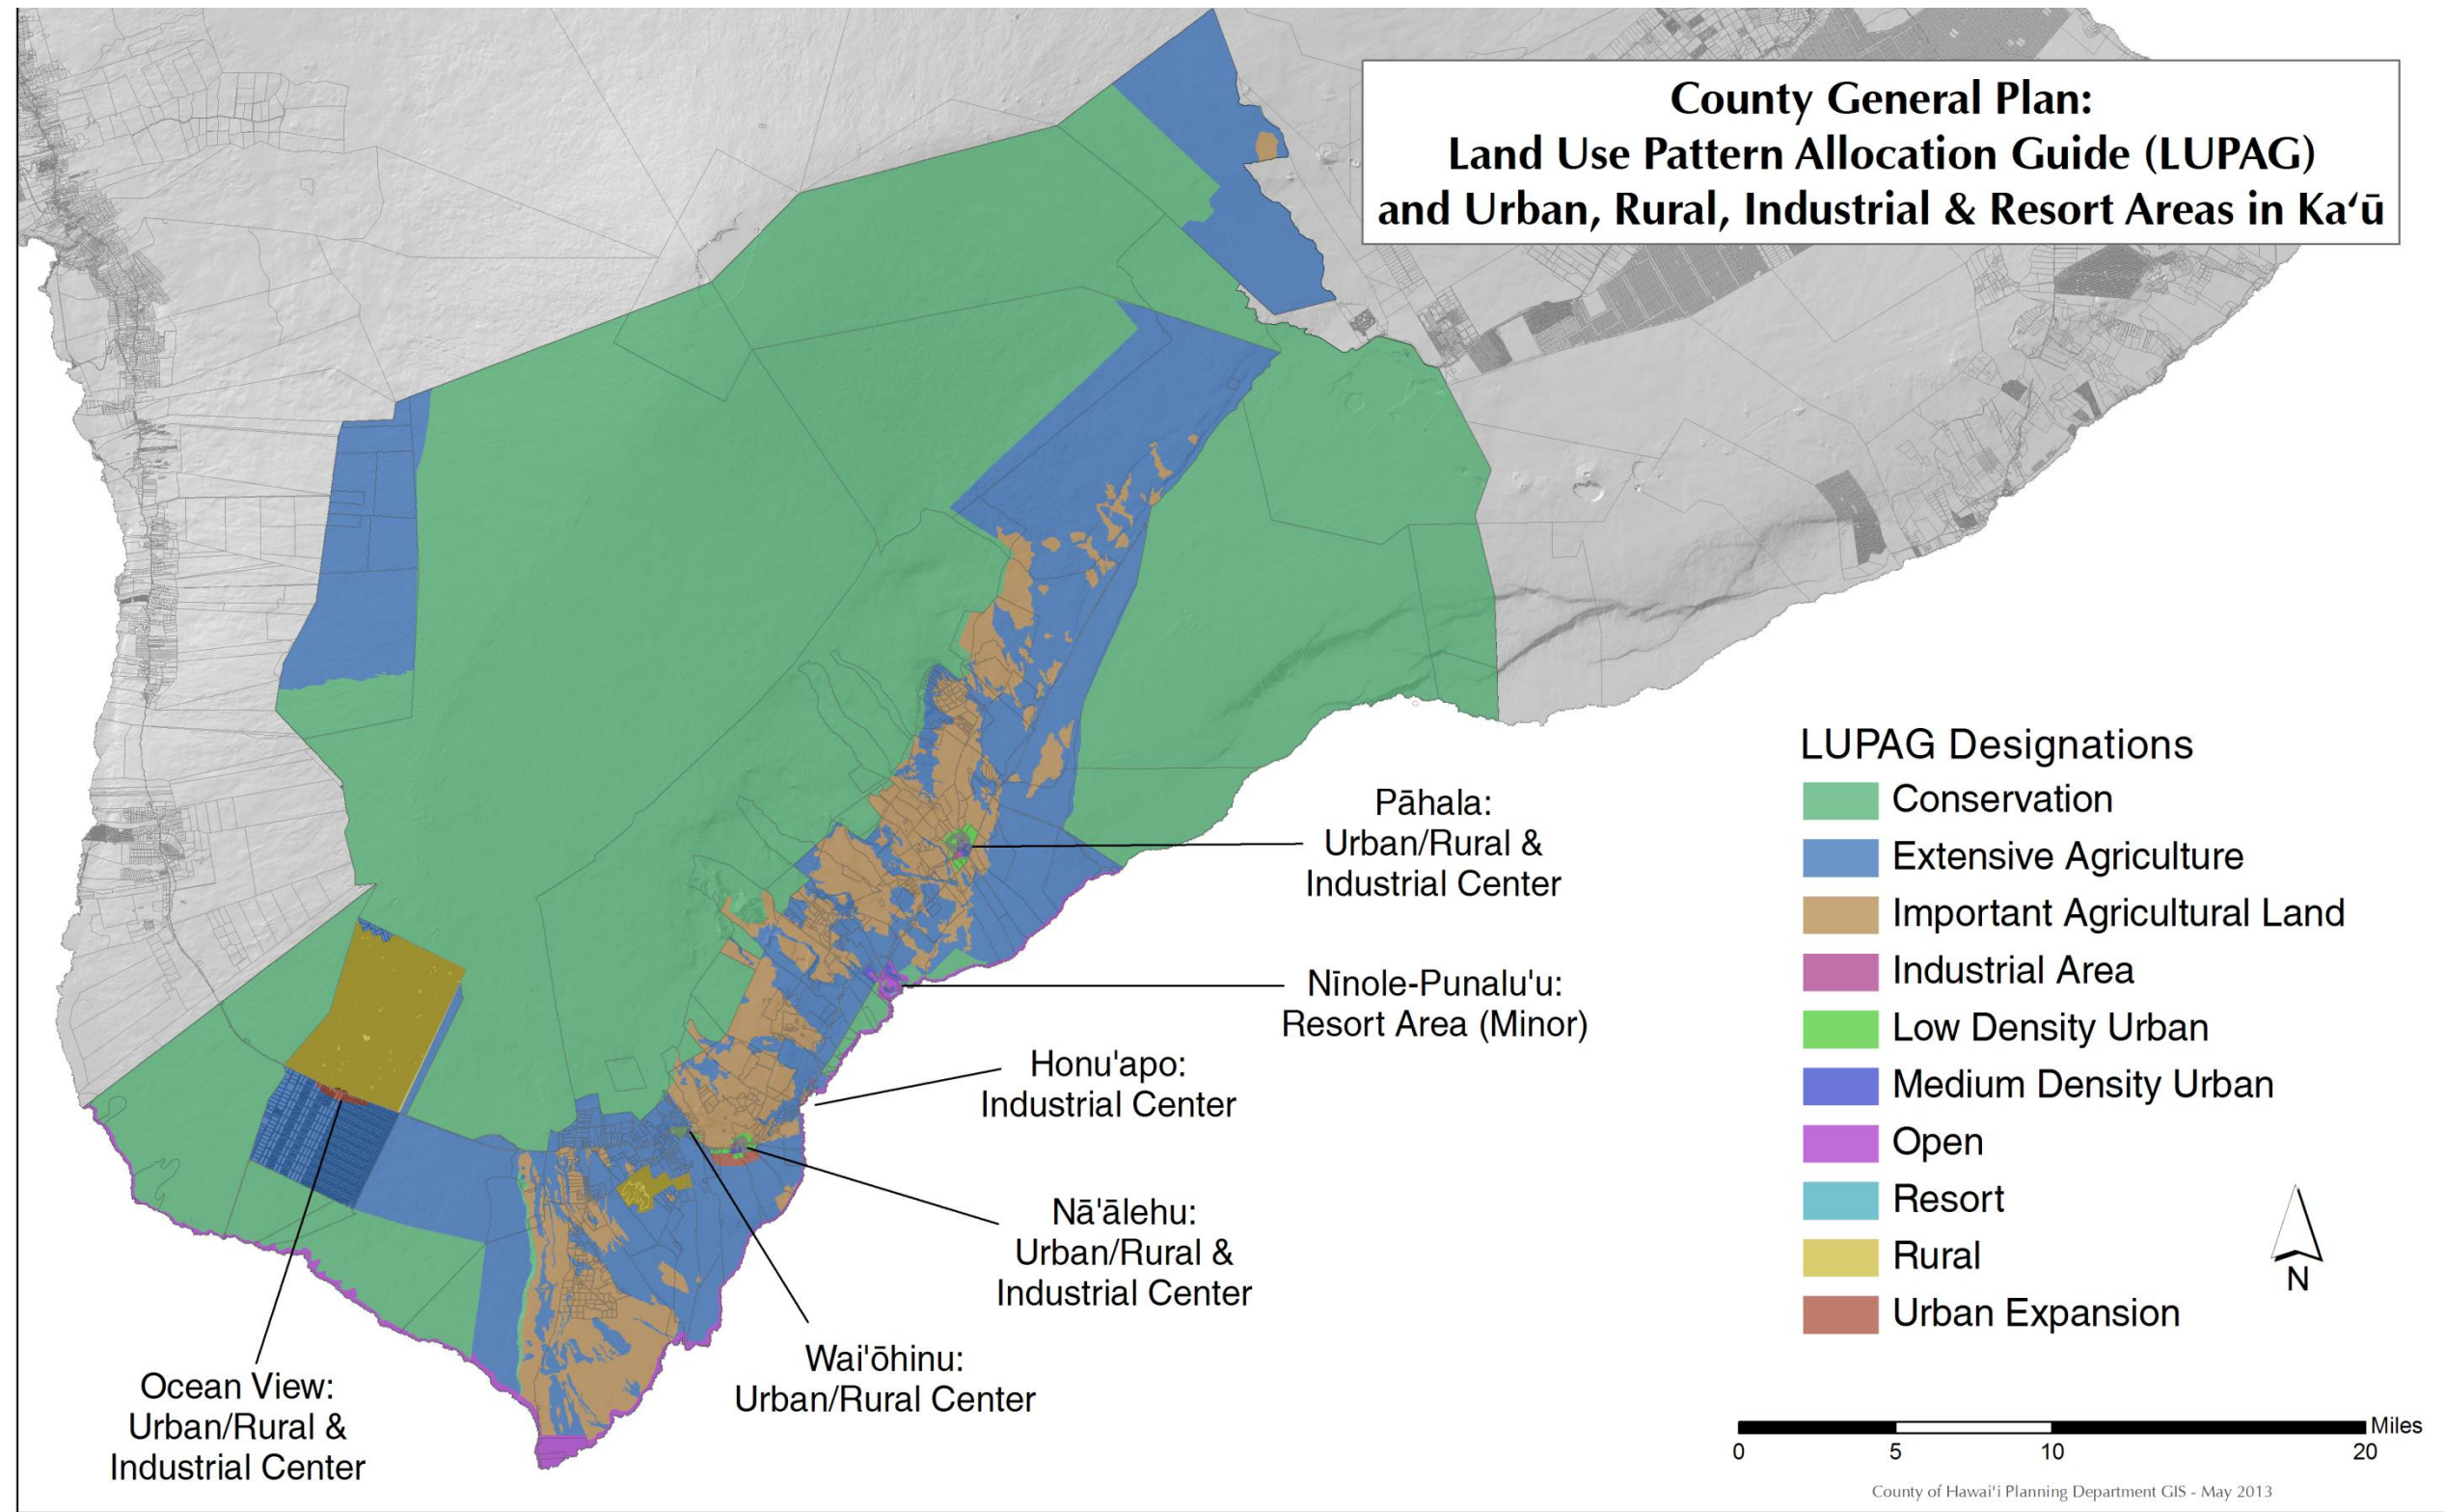 County General Plan:
Land Use Pattern Allocation Guide (LUPAG)
and Urban, Rural, Industrial & Resort Areas in Kaʻū
Pāhala:
Urban/Rural &
Industrial Center
Nīnole-Punalu'u:
Resort Area (Minor)
Honu'apo:
Industrial Center
Nā'ālehu:
Urban/Rural &
Industrial Center
Wai'ōhinu:
Urban/Rural Center
Ocean View:
Urban/Rural &
Industrial Center
LUPAG Designations
Conservation
Extensive Agriculture
Important Agricultural Land
Industrial Area
Low Density Urban
Medium Density Urban
Open
Resort
Rural
Urban Expansion
N
Miles
0 5 10 20
County of Hawai'i Planning Department GIS - May 2013